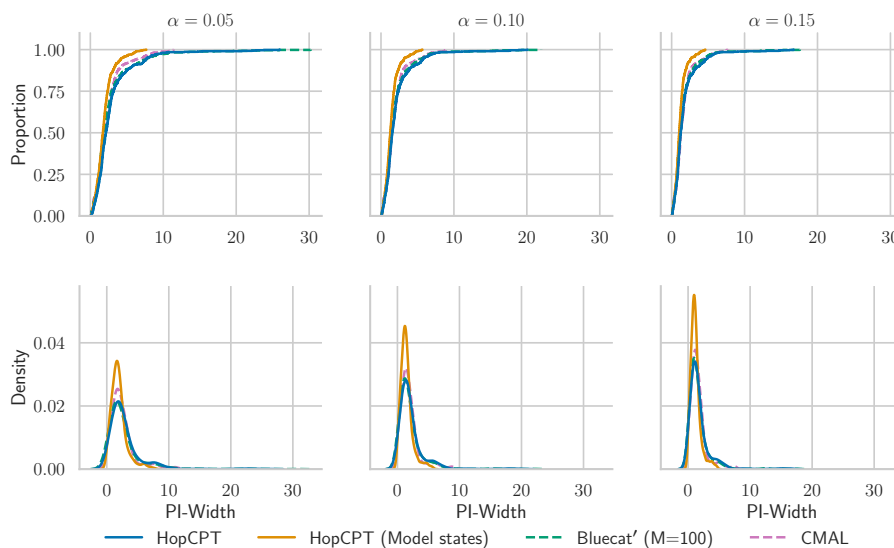 α = 0.05 α = 0.10 α = 0.15
Proportion
1.00
0.75
0.50
0.25
0.00
0 10 20 30 0 10 20 30 0 10 20 30
Density
0.04
0.02
0.00
0 10 20 30 0 10 20 30 0 10 20 30
PI-Width PI-Width PI-Width
HopCPT HopCPT (Model states) Bluecat′ (M=100) CMAL